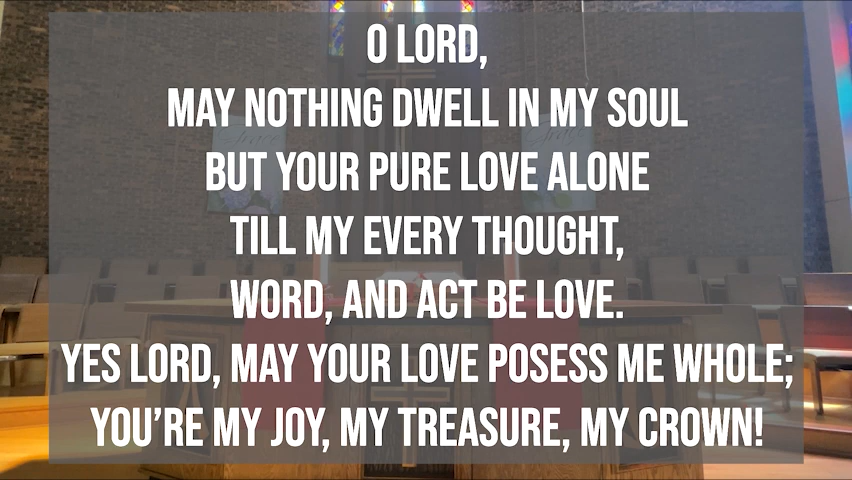 O LORD,
MAY NOTHING DWELL IN MY SOUL
BUT YOUR PURE LOVE ALONE
TILL MY EVERY THOUGHT,
WORD, AND ACT BE LOVE.
YES LORD, MAY YOUR LOVE POSESS ME WHOLE;
YOU’RE MY JOY, MY TREASURE, MY CROWN!